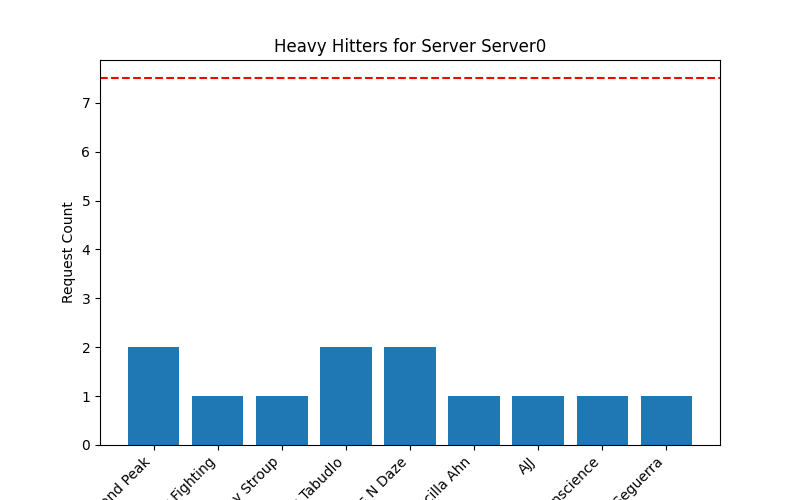 Heavy Hitters for Server Server0
Request Count
7
6
5
4
3
2
1
0
Peak
Fighting
Stroup
Tabudlo
N Daze
Ahn
AJJ